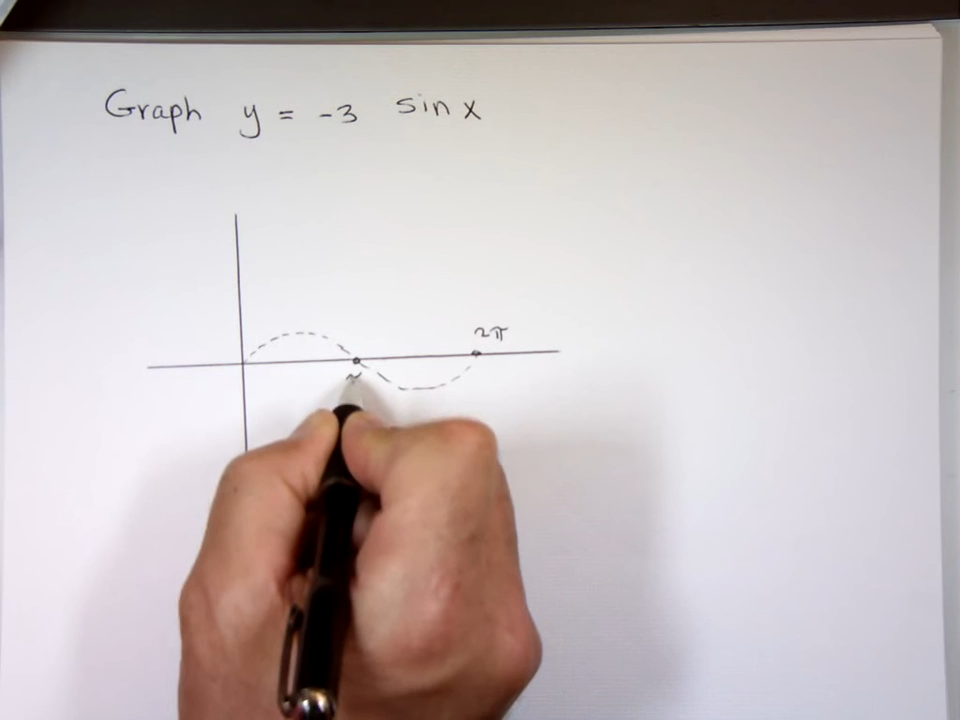 Graph y = -3 sin x
2π